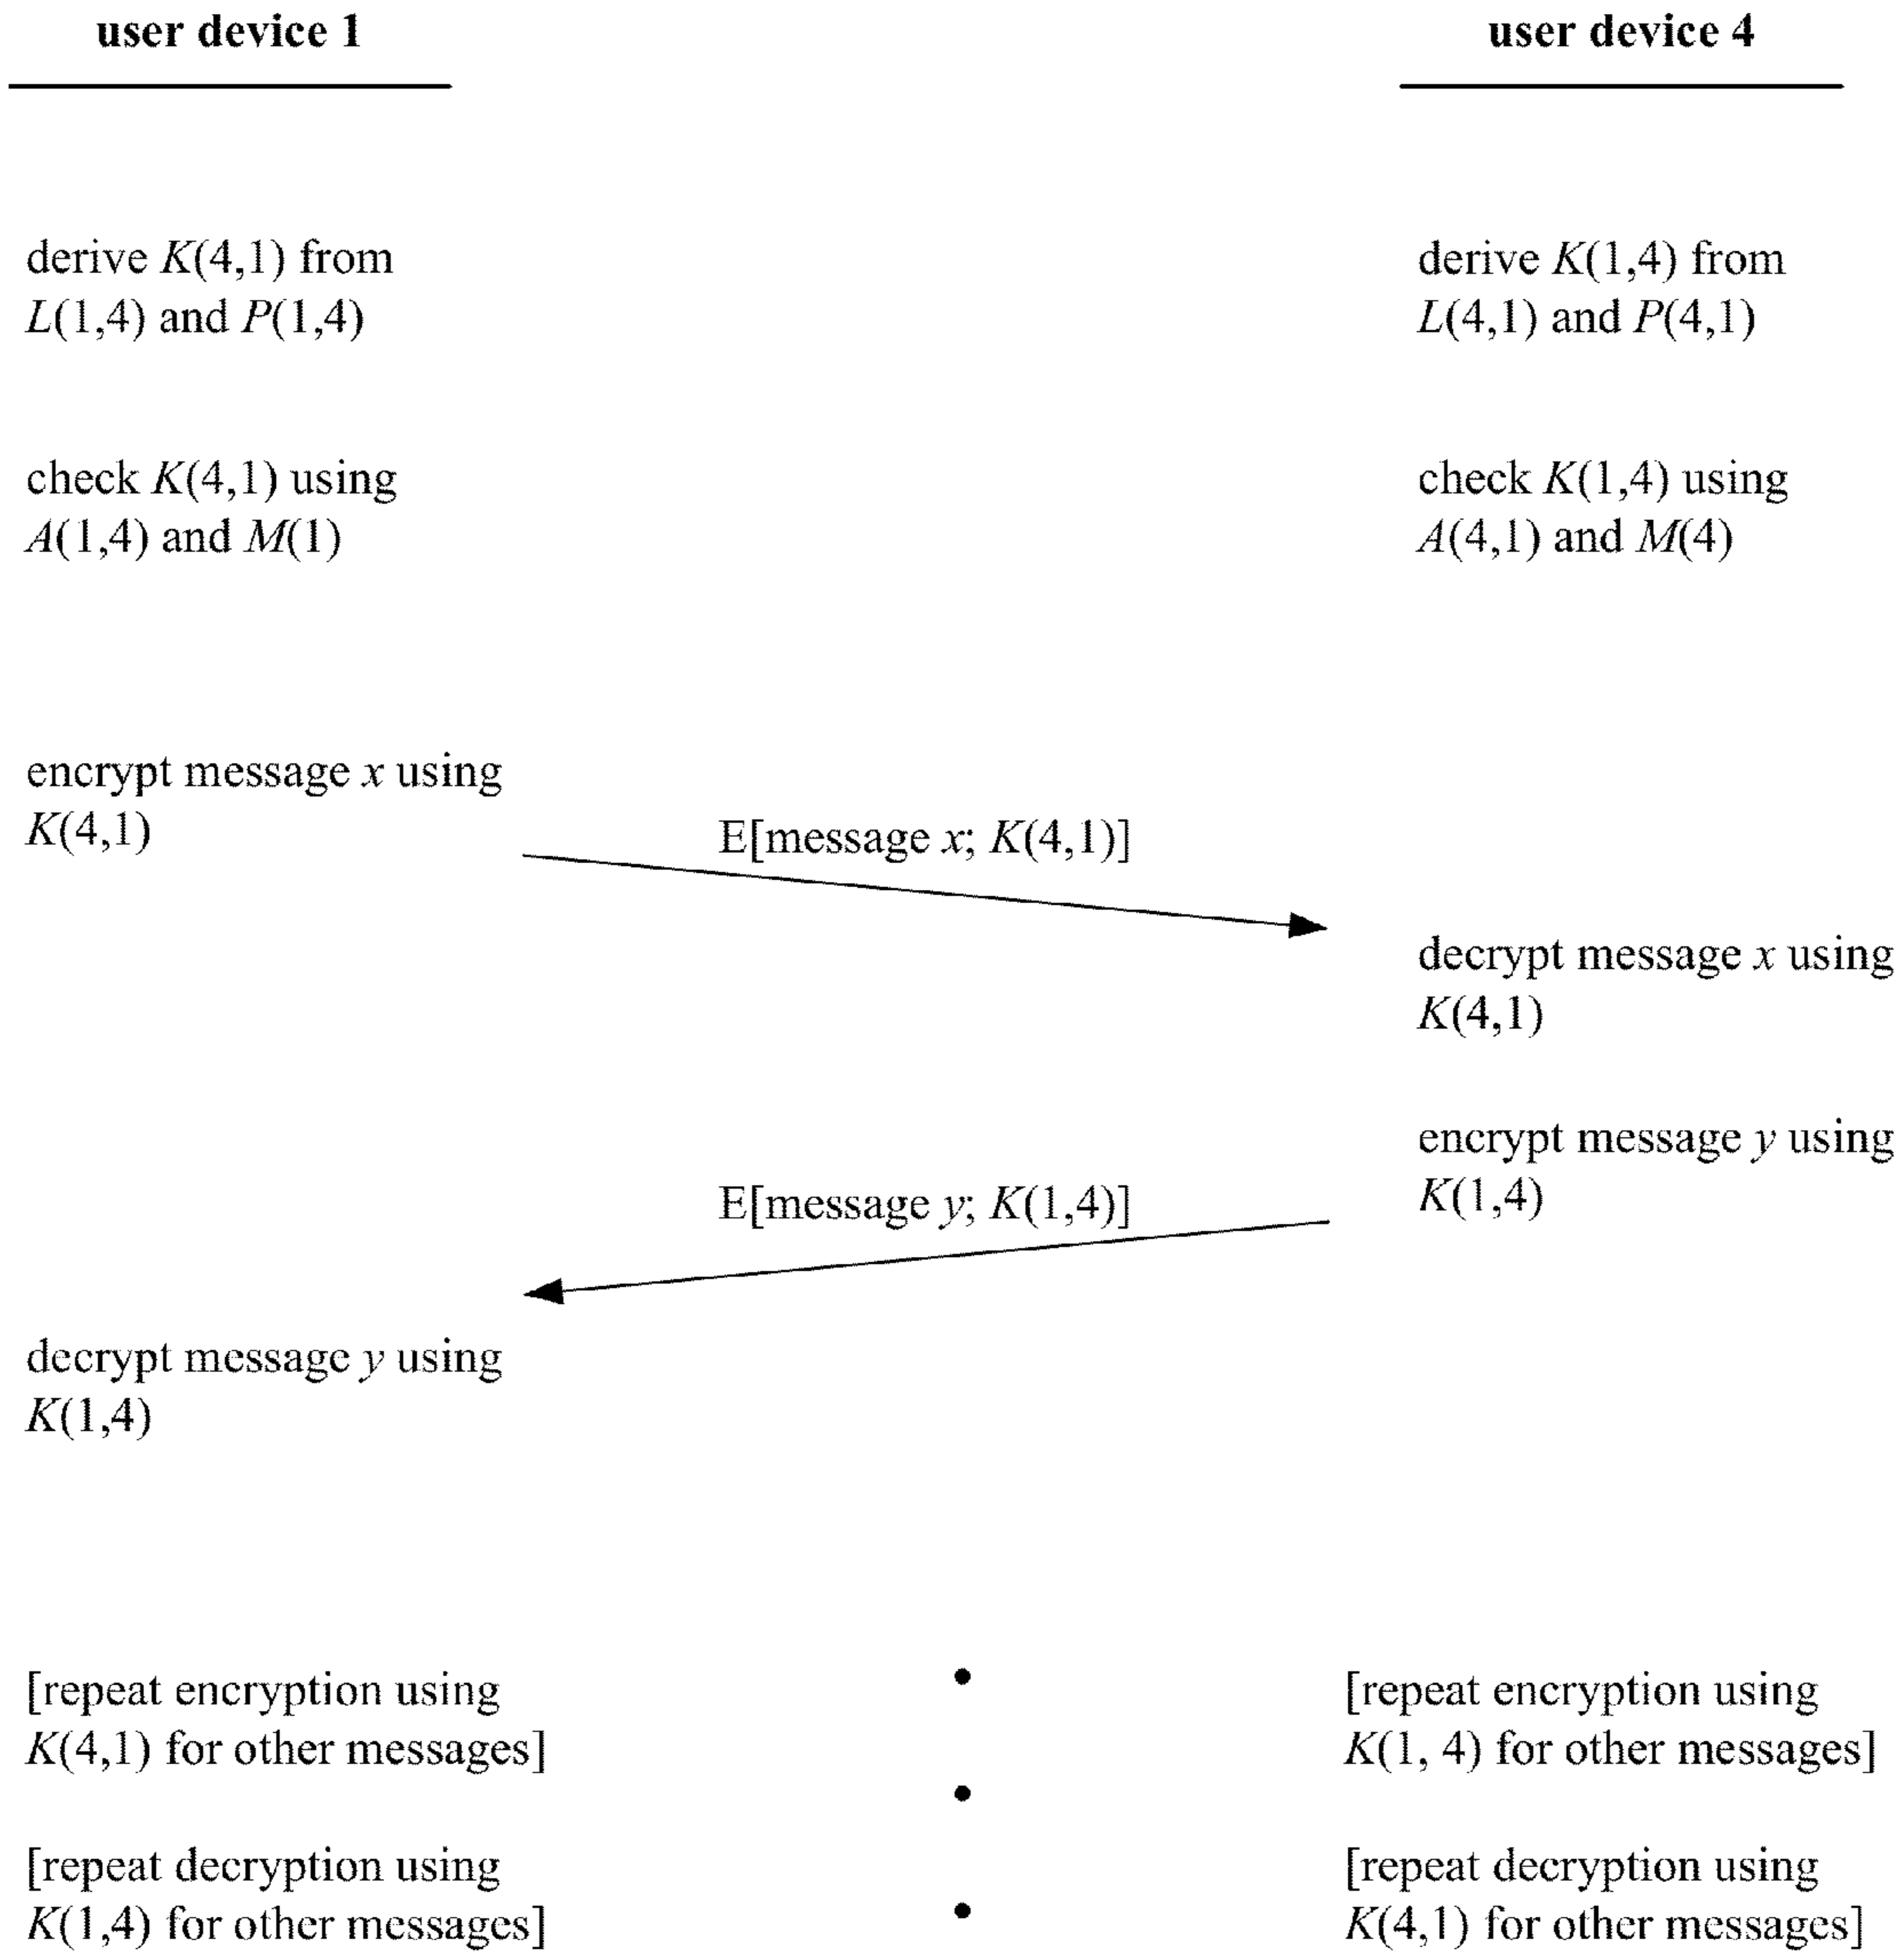 user device 1
user device 4
derive K(4,1) from
L(1,4) and P(1,4)
derive K(1,4) from
L(4,1) and P(4,1)
check K(4,1) using
A(1,4) and M(1)
check K(1,4) using
A(4,1) and M(4)
encrypt message x using
K(4,1)
E[message x; K(4,1)]
decrypt message x using
K(4,1)
encrypt message y using
K(1,4)
E[message y; K(1,4)]
decrypt message y using
K(1,4)
[repeat encryption using
K(4,1) for other messages]
[repeat encryption using
K(1, 4) for other messages]
[repeat decryption using
K(1,4) for other messages]
[repeat decryption using
K(4,1) for other messages]